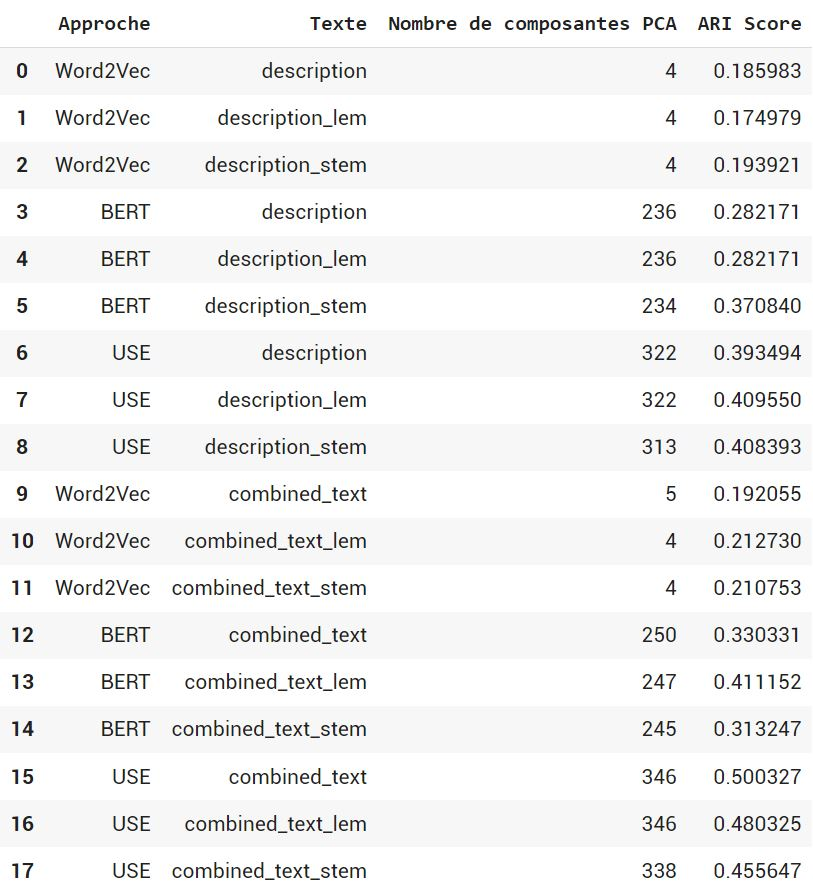 Approche Texte Nombre de composantes PCA ARI Score
0 Word2Vec description 4 0.185983
1 Word2Vec description_lem 4 0.174979
2 Word2Vec description_stem 4 0.193921
3 BERT description 236 0.282171
4 BERT description_lem 236 0.282171
5 BERT description_stem 234 0.370840
6 USE description 322 0.393494
7 USE description_lem 322 0.409550
8 USE description_stem 313 0.408393
9 Word2Vec combined_text 5 0.192055
10 Word2Vec combined_text_lem 4 0.212730
11 Word2Vec combined_text_stem 4 0.210753
12 BERT combined_text 250 0.330331
13 BERT combined_text_lem 247 0.411152
14 BERT combined_text_stem 245 0.313247
15 USE combined_text 346 0.500327
16 USE combined_text_lem 346 0.480325
17 USE combined_text_stem 338 0.455647